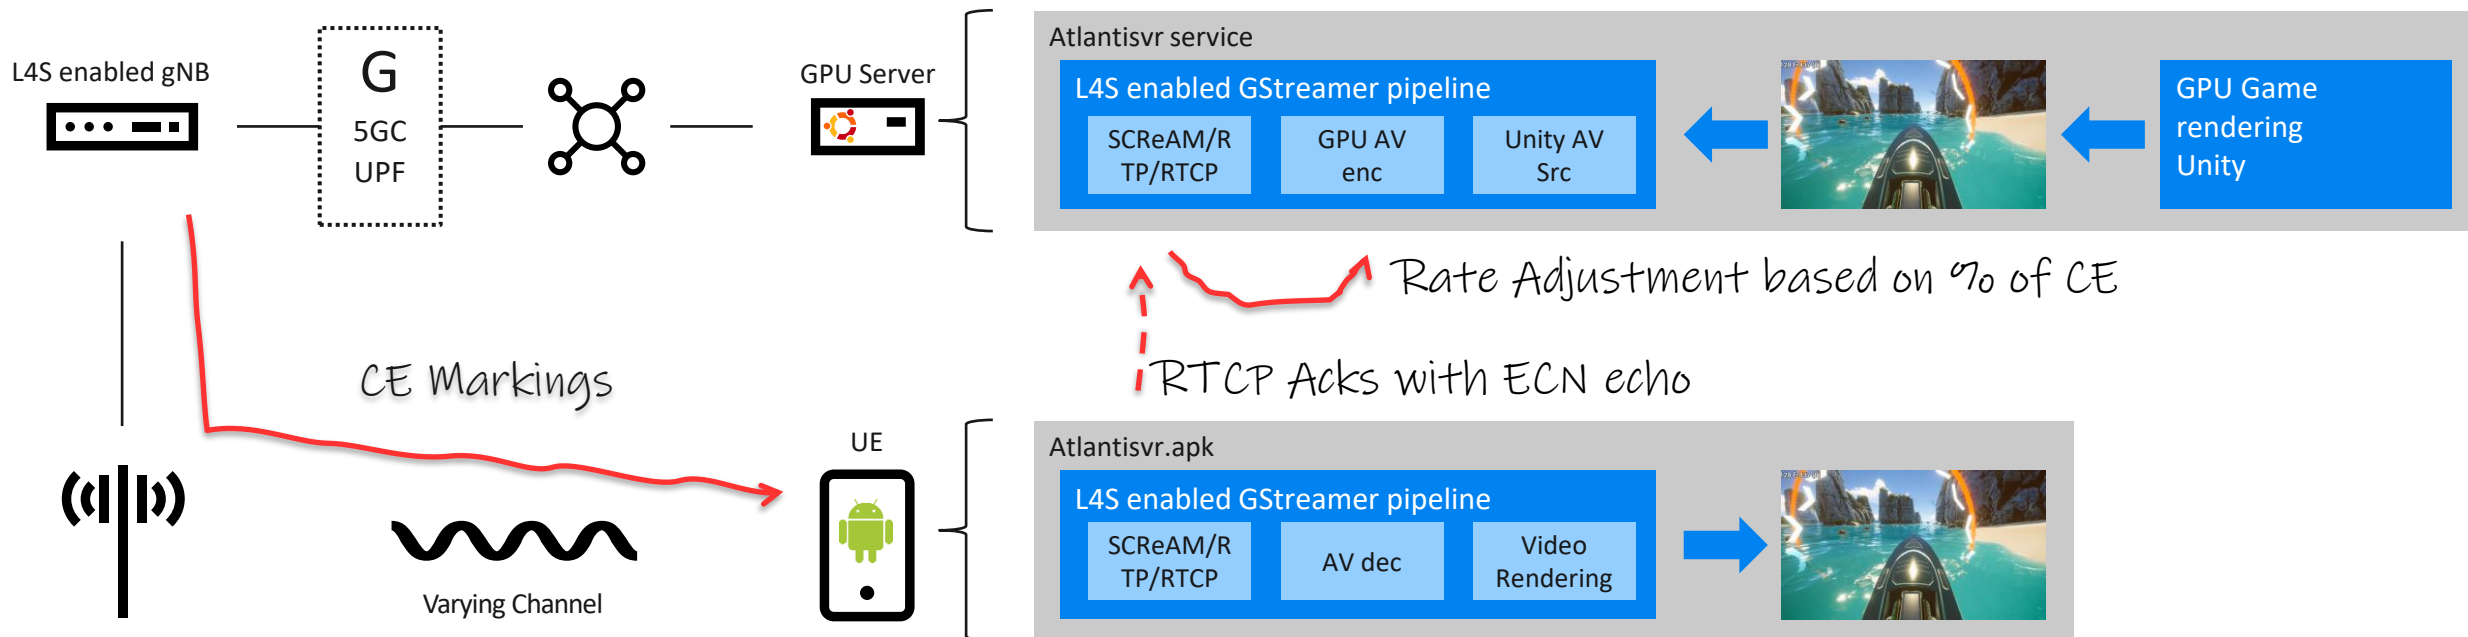 L4S enabled gNB
G
5GC
UPF
GPU Server
Atlantisvr service
L4S enabled GStreamer pipeline
SCReAM/R
TP/RTCP
GPU AV
enc
Unity AV
Src
GPU Game
rendering
Unity
Rate Adjustment based on % of CE
CE Markings
RTCP Acks with ECN echo
UE
Varying Channel
Atlantisvr.apk
L4S enabled GStreamer pipeline
SCReAM/R
TP/RTCP
AV dec
Video
Rendering